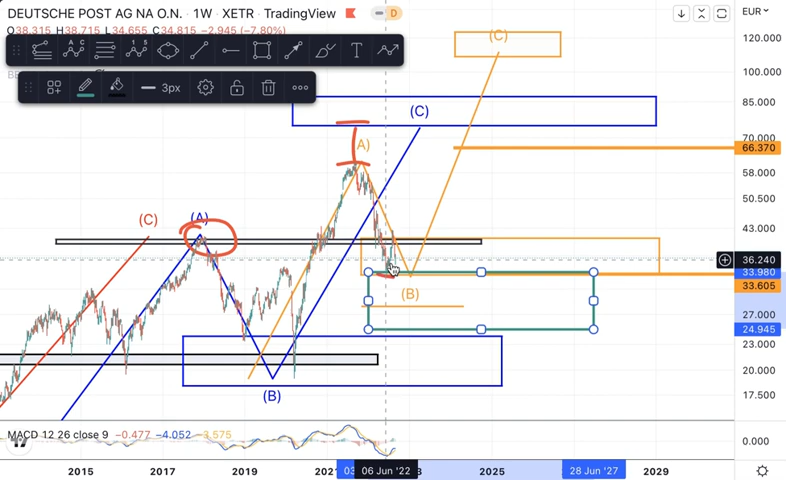 DEUTSCHE POST AG NA O.N. · 1W · XETR · TradingView D
EUR
O38.315 H38.715 L34.655 C34.815 −2.945 (−7.80%)
3px
120.000
100.000
85.000
70.000
66.370
58.000
50.500
43.000
36.240
33.980
33.605
27.000
24.945
23.000
20.000
17.500
0.000
(C)
(C)
A)
(C)
(A)
(B)
(B)
MACD 12 26 close 9 −0.477 −4.052 −3.575
2015
2017
2019
2021
06 Jun '22
2025
28 Jun '27
2029